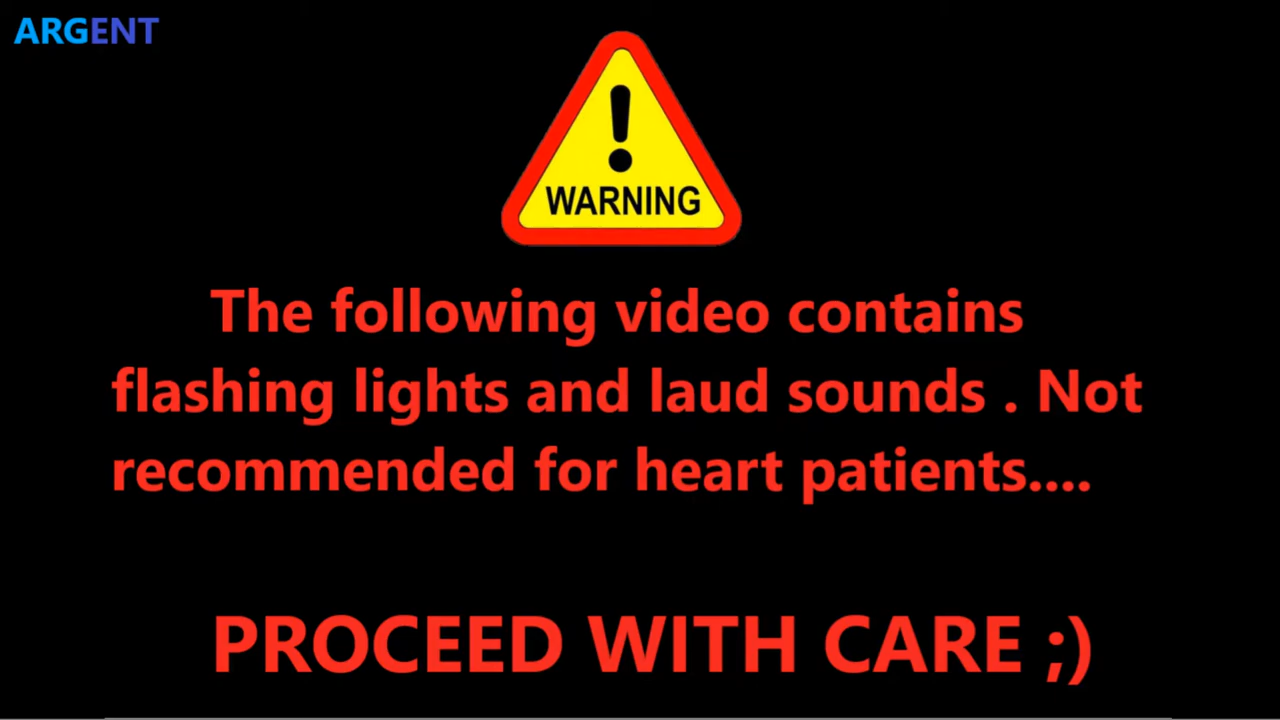 ARGENT
WARNING
The following video contains
flashing lights and laud sounds . Not
recommended for heart patients....
PROCEED WITH CARE ;)